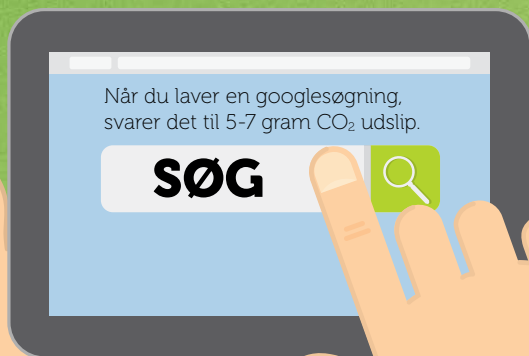 Når du laver en googlesøgning,
svarer det til 5-7 gram CO₂ udslip.
SØG